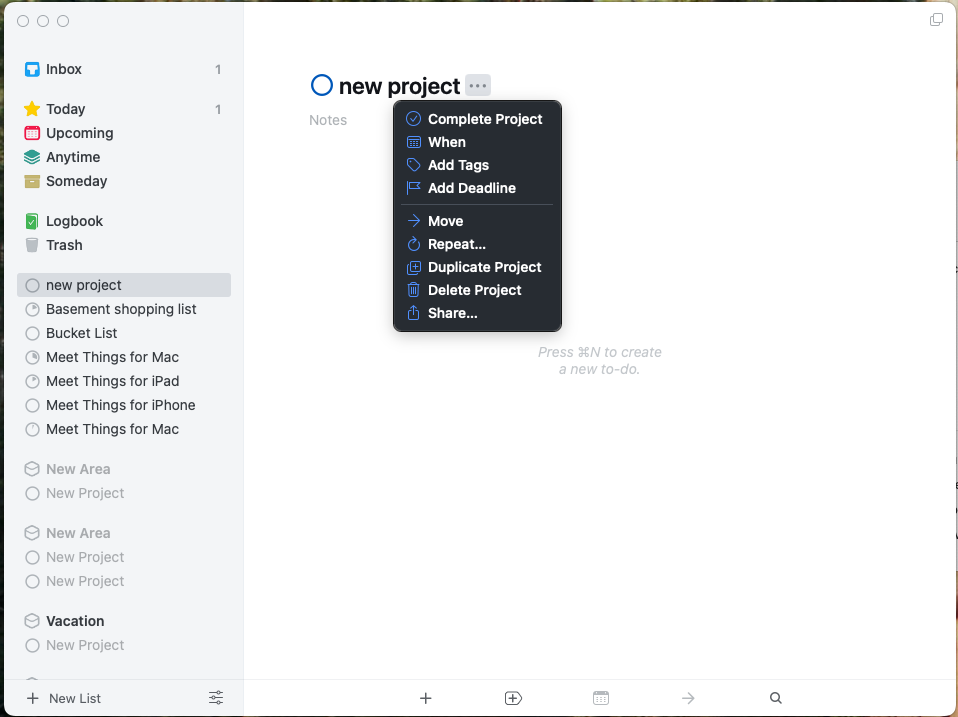 Inbox 1
Today 1
Upcoming
Anytime
Someday
Logbook
Trash
new project
Basement shopping list
Bucket List
Meet Things for Mac
Meet Things for iPad
Meet Things for iPhone
Meet Things for Mac
New Area
New Project
New Area
New Project
New Project
Vacation
New Project
New List
new project
Notes
Complete Project
When
Add Tags
Add Deadline
Move
Repeat...
Duplicate Project
Delete Project
Share...
Press ⌘N to create
a new to-do.